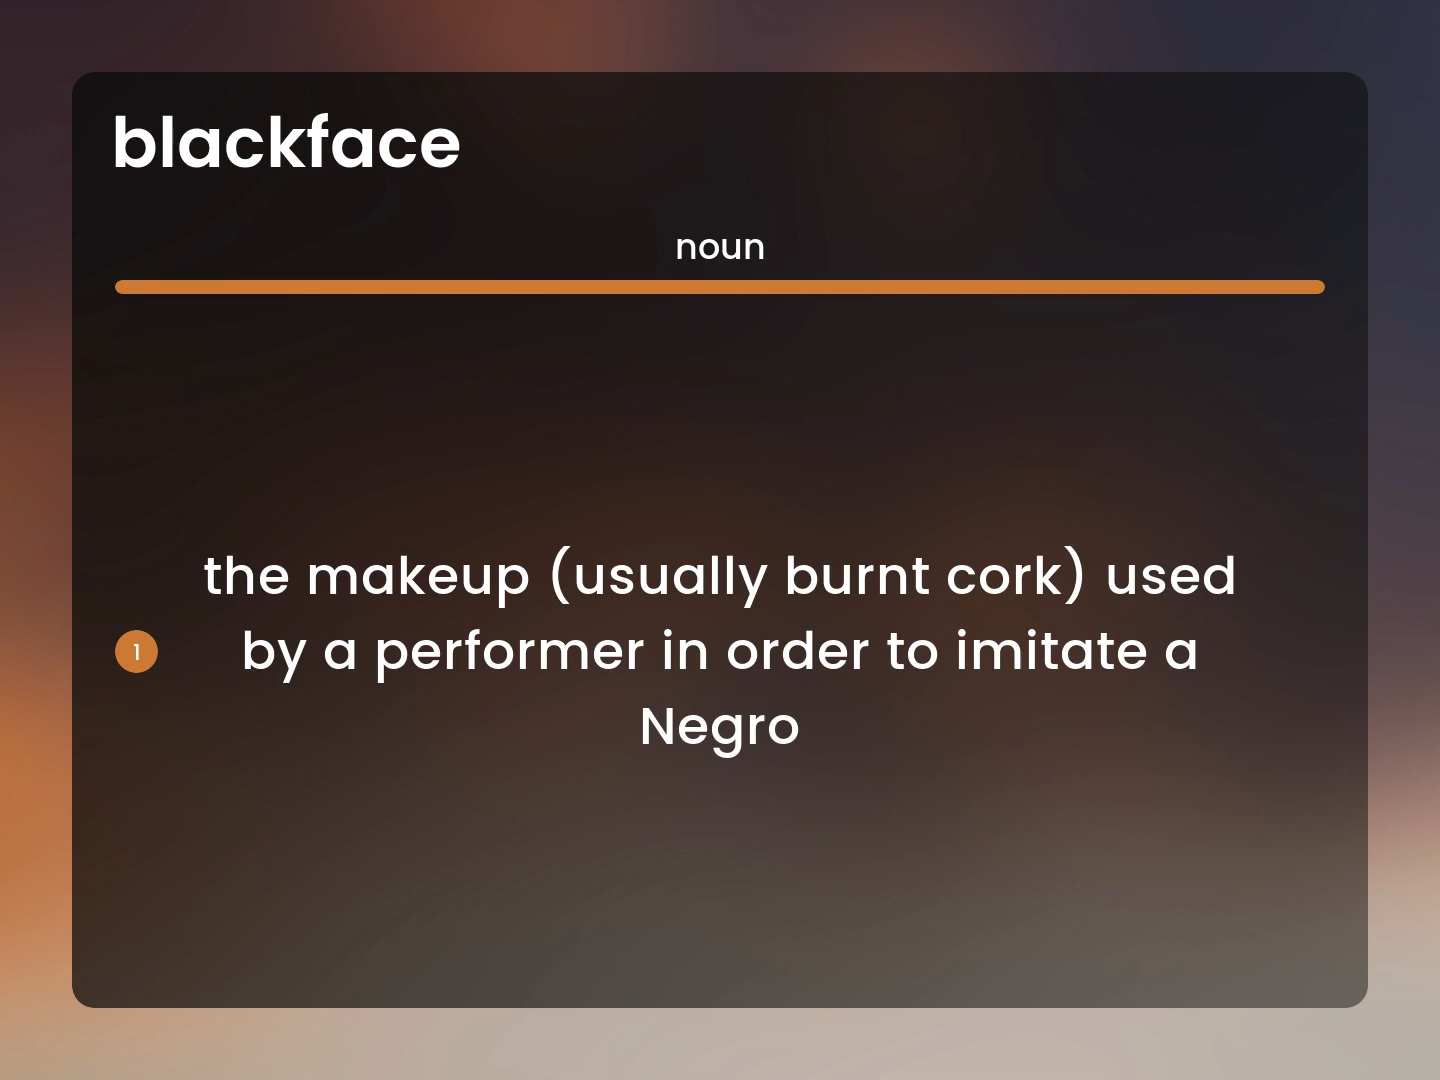 blackface
noun
1
the makeup (usually burnt cork) used
by a performer in order to imitate a
Negro